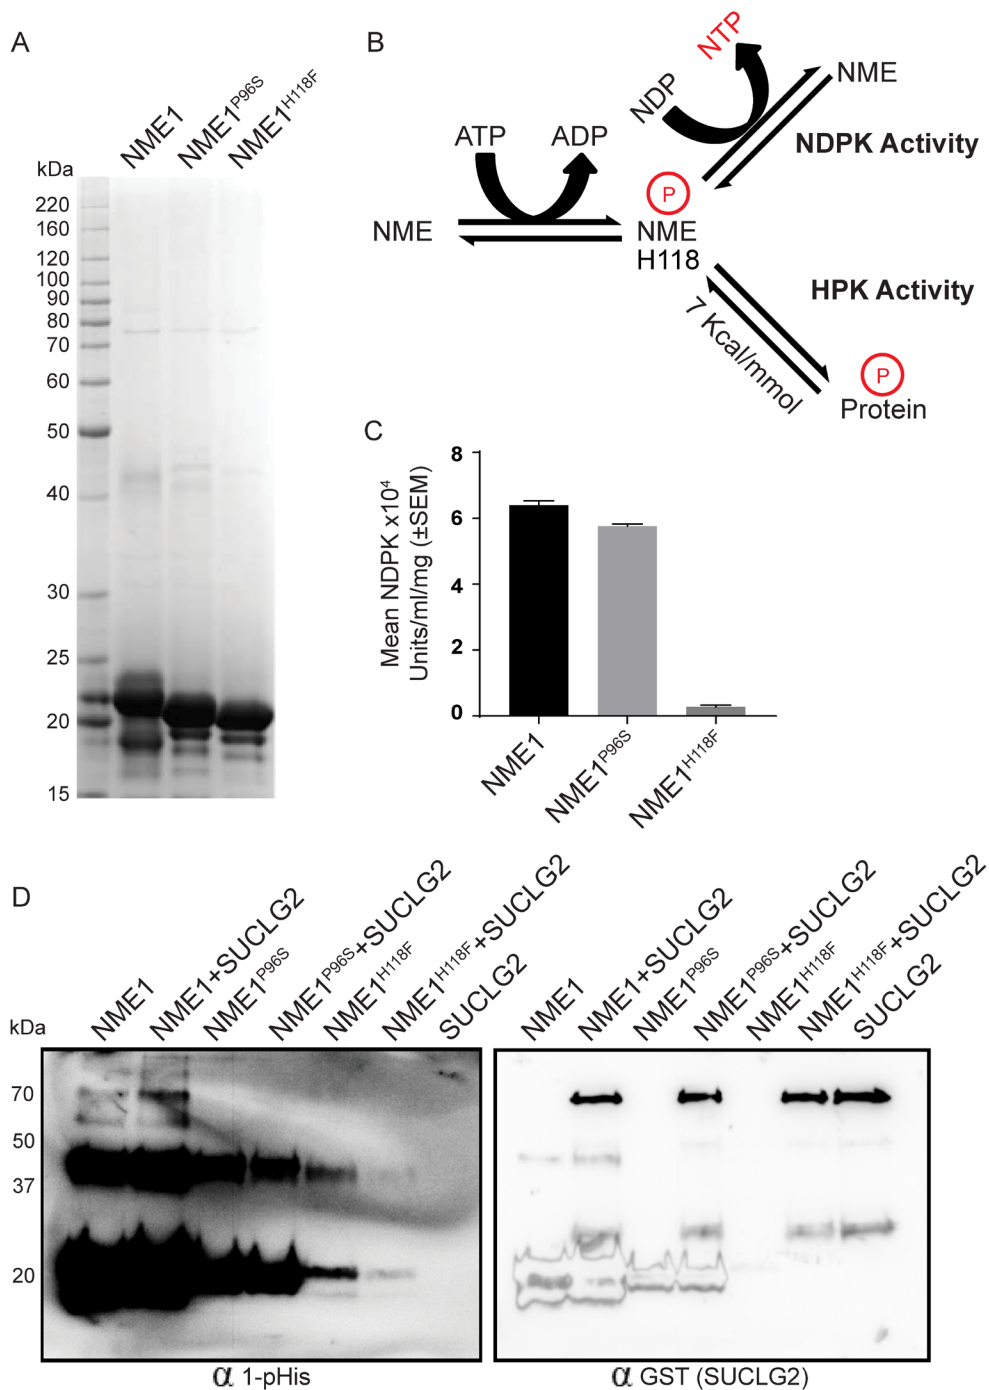 A
NME1
NME1P96S
NME1H118F
kDa
220
160
120
100
90
80
70
60
50
40
30
25
20
15
B
NTP
NDP
NME
ATP
ADP
NDPK Activity
P
NME
NME
H118
HPK Activity
7 Kcal/mmol
P
Protein
C
Mean NDPK x10⁴
Units/ml/mg (±SEM)
8
6
4
2
0
NME1
NME1P96S
NME1H118F
D
NME1
NME1+SUCLG2
NME1P96S
NME1P96S+SUCLG2
NME1H118F
NME1H118F+SUCLG2
SUCLG2
NME1
NME1+SUCLG2
NME1P96S
NME1P96S+SUCLG2
NME1H118F
NME1H118F+SUCLG2
SUCLG2
kDa
70
50
37
20
α 1-pHis
α GST (SUCLG2)